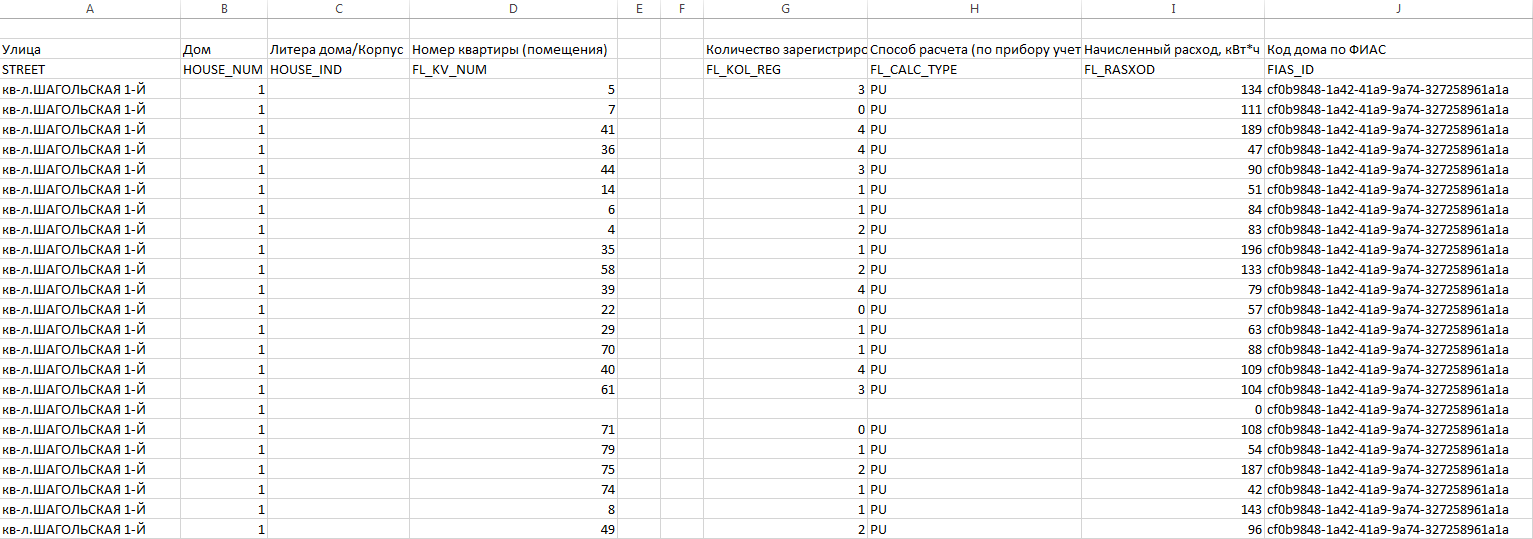 A B C D E F G H I J
Улица Дом Литера дома/Корпус Номер квартиры (помещения) Количество зарегистриро Способ расчета (по прибору учет Начисленный расход, кВт*ч Код дома по ФИАС
STREET HOUSE_NUM HOUSE_IND FL_KV_NUM FL_KOL_REG FL_CALC_TYPE FL_RASXOD FIAS_ID
кв-л.ШАГОЛЬСКАЯ 1-Й 1 5 3 PU 134 cf0b9848-1a42-41a9-9a74-327258961a1a
кв-л.ШАГОЛЬСКАЯ 1-Й 1 7 0 PU 111 cf0b9848-1a42-41a9-9a74-327258961a1a
кв-л.ШАГОЛЬСКАЯ 1-Й 1 41 4 PU 189 cf0b9848-1a42-41a9-9a74-327258961a1a
кв-л.ШАГОЛЬСКАЯ 1-Й 1 36 4 PU 47 cf0b9848-1a42-41a9-9a74-327258961a1a
кв-л.ШАГОЛЬСКАЯ 1-Й 1 44 3 PU 90 cf0b9848-1a42-41a9-9a74-327258961a1a
кв-л.ШАГОЛЬСКАЯ 1-Й 1 14 1 PU 51 cf0b9848-1a42-41a9-9a74-327258961a1a
кв-л.ШАГОЛЬСКАЯ 1-Й 1 6 1 PU 84 cf0b9848-1a42-41a9-9a74-327258961a1a
кв-л.ШАГОЛЬСКАЯ 1-Й 1 4 2 PU 83 cf0b9848-1a42-41a9-9a74-327258961a1a
кв-л.ШАГОЛЬСКАЯ 1-Й 1 35 1 PU 196 cf0b9848-1a42-41a9-9a74-327258961a1a
кв-л.ШАГОЛЬСКАЯ 1-Й 1 58 2 PU 133 cf0b9848-1a42-41a9-9a74-327258961a1a
кв-л.ШАГОЛЬСКАЯ 1-Й 1 39 4 PU 79 cf0b9848-1a42-41a9-9a74-327258961a1a
кв-л.ШАГОЛЬСКАЯ 1-Й 1 22 0 PU 57 cf0b9848-1a42-41a9-9a74-327258961a1a
кв-л.ШАГОЛЬСКАЯ 1-Й 1 29 1 PU 63 cf0b9848-1a42-41a9-9a74-327258961a1a
кв-л.ШАГОЛЬСКАЯ 1-Й 1 70 1 PU 88 cf0b9848-1a42-41a9-9a74-327258961a1a
кв-л.ШАГОЛЬСКАЯ 1-Й 1 40 4 PU 109 cf0b9848-1a42-41a9-9a74-327258961a1a
кв-л.ШАГОЛЬСКАЯ 1-Й 1 61 3 PU 104 cf0b9848-1a42-41a9-9a74-327258961a1a
кв-л.ШАГОЛЬСКАЯ 1-Й 1 0 cf0b9848-1a42-41a9-9a74-327258961a1a
кв-л.ШАГОЛЬСКАЯ 1-Й 1 71 0 PU 108 cf0b9848-1a42-41a9-9a74-327258961a1a
кв-л.ШАГОЛЬСКАЯ 1-Й 1 79 1 PU 54 cf0b9848-1a42-41a9-9a74-327258961a1a
кв-л.ШАГОЛЬСКАЯ 1-Й 1 75 2 PU 187 cf0b9848-1a42-41a9-9a74-327258961a1a
кв-л.ШАГОЛЬСКАЯ 1-Й 1 74 1 PU 42 cf0b9848-1a42-41a9-9a74-327258961a1a
кв-л.ШАГОЛЬСКАЯ 1-Й 1 8 1 PU 143 cf0b9848-1a42-41a9-9a74-327258961a1a
кв-л.ШАГОЛЬСКАЯ 1-Й 1 49 2 PU 96 cf0b9848-1a42-41a9-9a74-327258961a1a